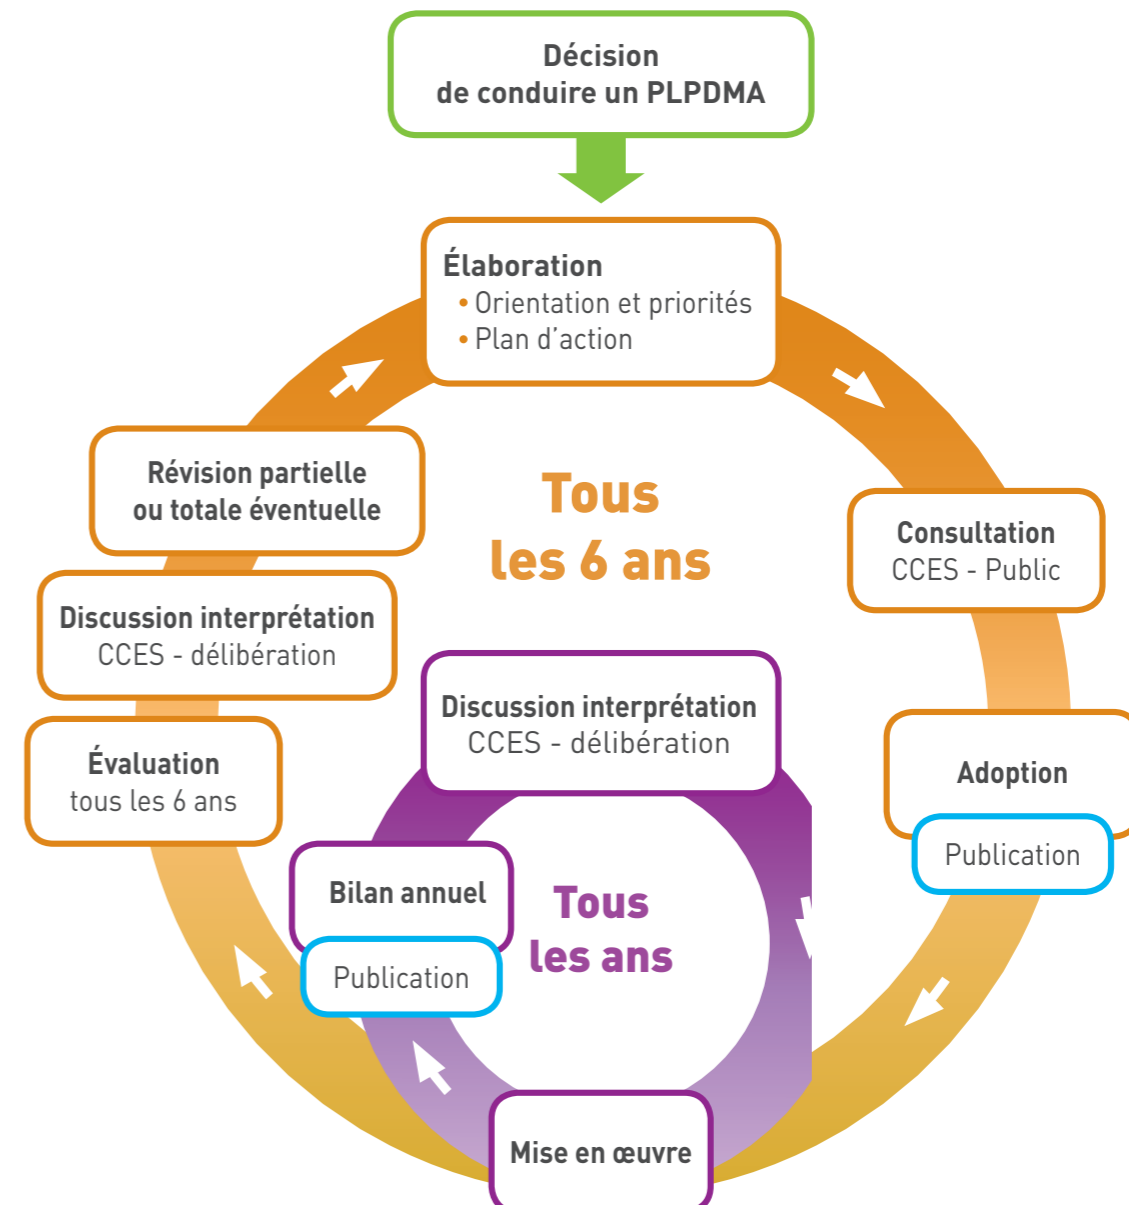 Décision
de conduire un PLPDMA
Élaboration
• Orientation et priorités
• Plan d’action
Tous
les 6 ans
Consultation
CCES - Public
Adoption
Publication
Révision partielle
ou totale éventuelle
Discussion interprétation
CCES - délibération
Évaluation
tous les 6 ans
Discussion interprétation
CCES - délibération
Bilan annuel
Publication
Tous
les ans
Mise en œuvre